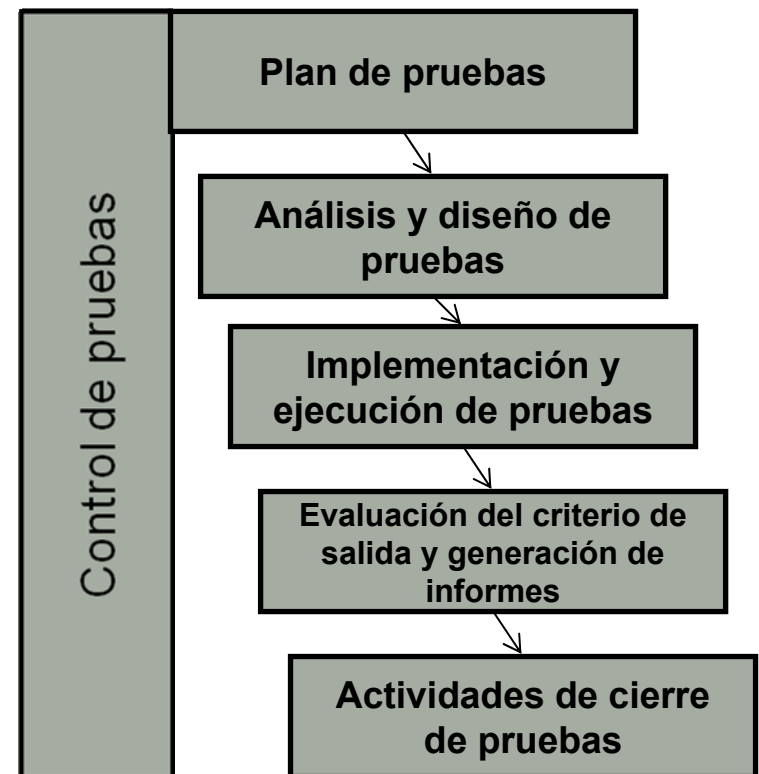 Control de pruebas
Plan de pruebas
Análisis y diseño de
pruebas
Implementación y
ejecución de pruebas
Evaluación del criterio de
salida y generación de
informes
Actividades de cierre
de pruebas